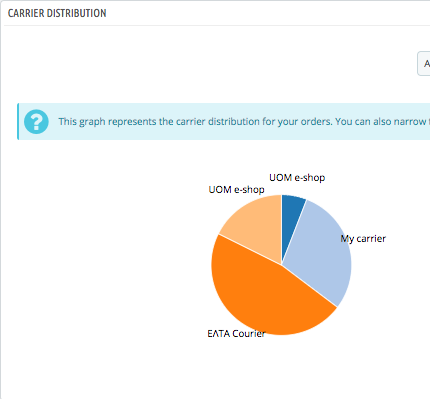 CARRIER DISTRIBUTION
A
?
This graph represents the carrier distribution for your orders. You can also narrow
UOM e-shop
UOM e-shop
My carrier
ΕΛΤΑ Courier